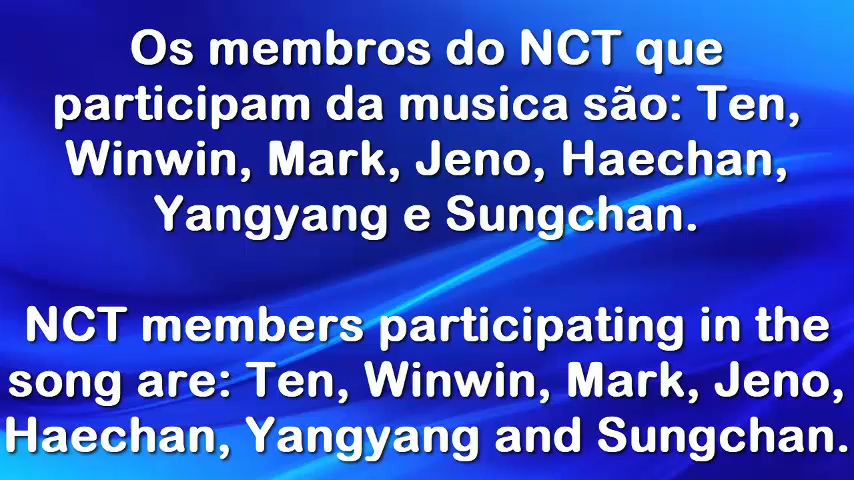 Os membros do NCT que
participam da musica são: Ten,
Winwin, Mark, Jeno, Haechan,
Yangyang e Sungchan.
NCT members participating in the
song are: Ten, Winwin, Mark, Jeno,
Haechan, Yangyang and Sungchan.